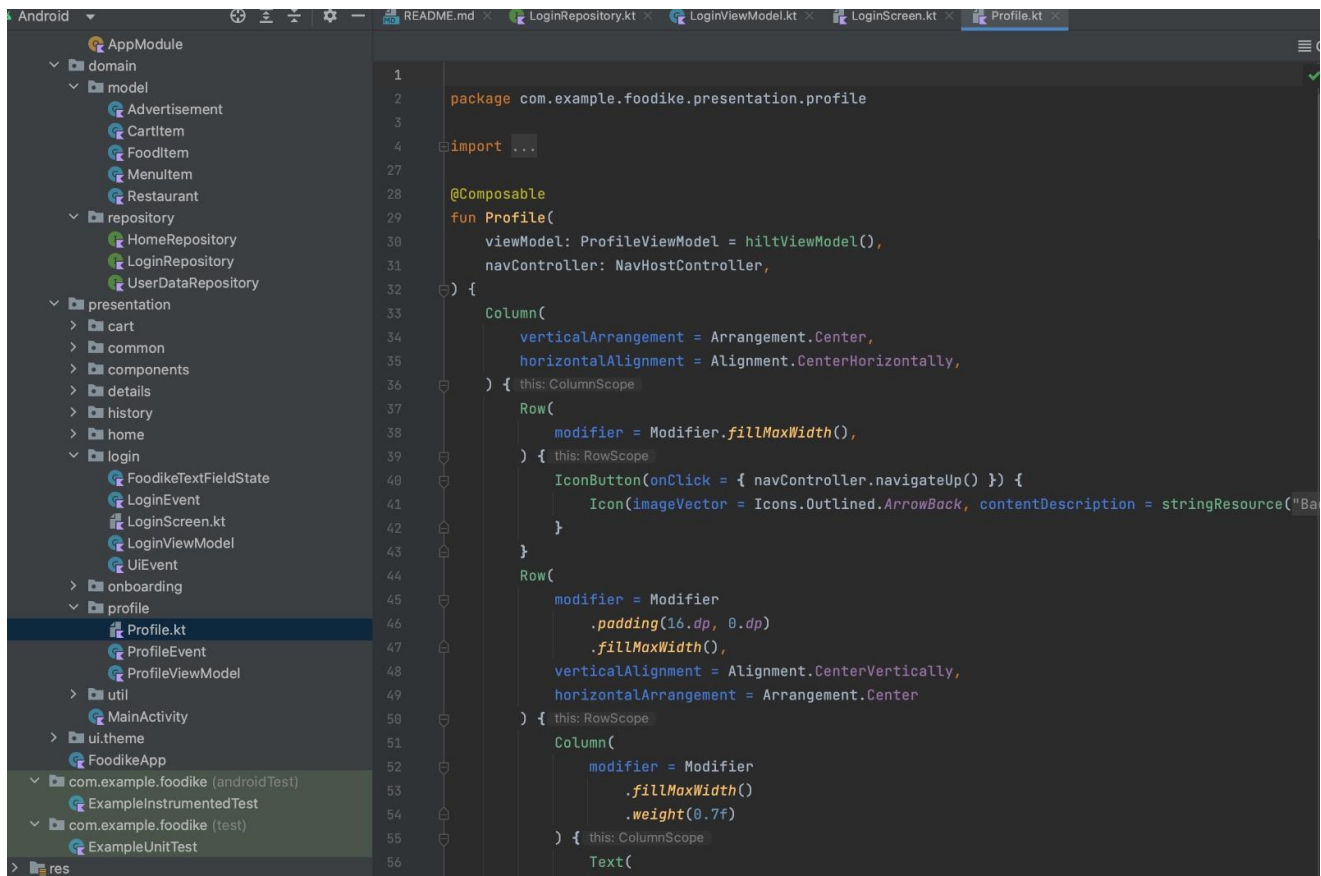 Android
README.md
LoginRepository.kt
LoginViewModel.kt
LoginScreen.kt
Profile.kt
AppModule
domain
model
Advertisement
CartItem
FoodItem
MenuItem
Restaurant
repository
HomeRepository
LoginRepository
UserDataRepository
presentation
cart
common
components
details
history
home
login
FoodikeTextFieldState
LoginEvent
LoginScreen.kt
LoginViewModel
UiEvent
onboarding
profile
Profile.kt
ProfileEvent
ProfileViewModel
util
MainActivity
ui.theme
FoodikeApp
com.example.foodike (androidTest)
ExampleInstrumentedTest
com.example.foodike (test)
ExampleUnitTest
res
1
2 package com.example.foodike.presentation.profile
3
4 import ...
27
28 @Composable
29 fun Profile(
30 viewModel: ProfileViewModel = hiltViewModel(),
31 navController: NavHostController,
32 ) {
33 Column(
34 verticalArrangement = Arrangement.Center,
35 horizontalAlignment = Alignment.CenterHorizontally,
36 ) { this: ColumnScope
37 Row(
38 modifier = Modifier.fillMaxWidth(),
39 ) { this: RowScope
40 IconButton(onClick = { navController.navigateUp() }) {
41 Icon(imageVector = Icons.Outlined.ArrowBack, contentDescription = stringResource("Ba
42 }
43 }
44 Row(
45 modifier = Modifier
46 .padding(16.dp, 0.dp)
47 .fillMaxWidth(),
48 verticalAlignment = Alignment.CenterVertically,
49 horizontalArrangement = Arrangement.Center
50 ) { this: RowScope
51 Column(
52 modifier = Modifier
53 .fillMaxWidth()
54 .weight(0.7f)
55 ) { this: ColumnScope
56 Text(